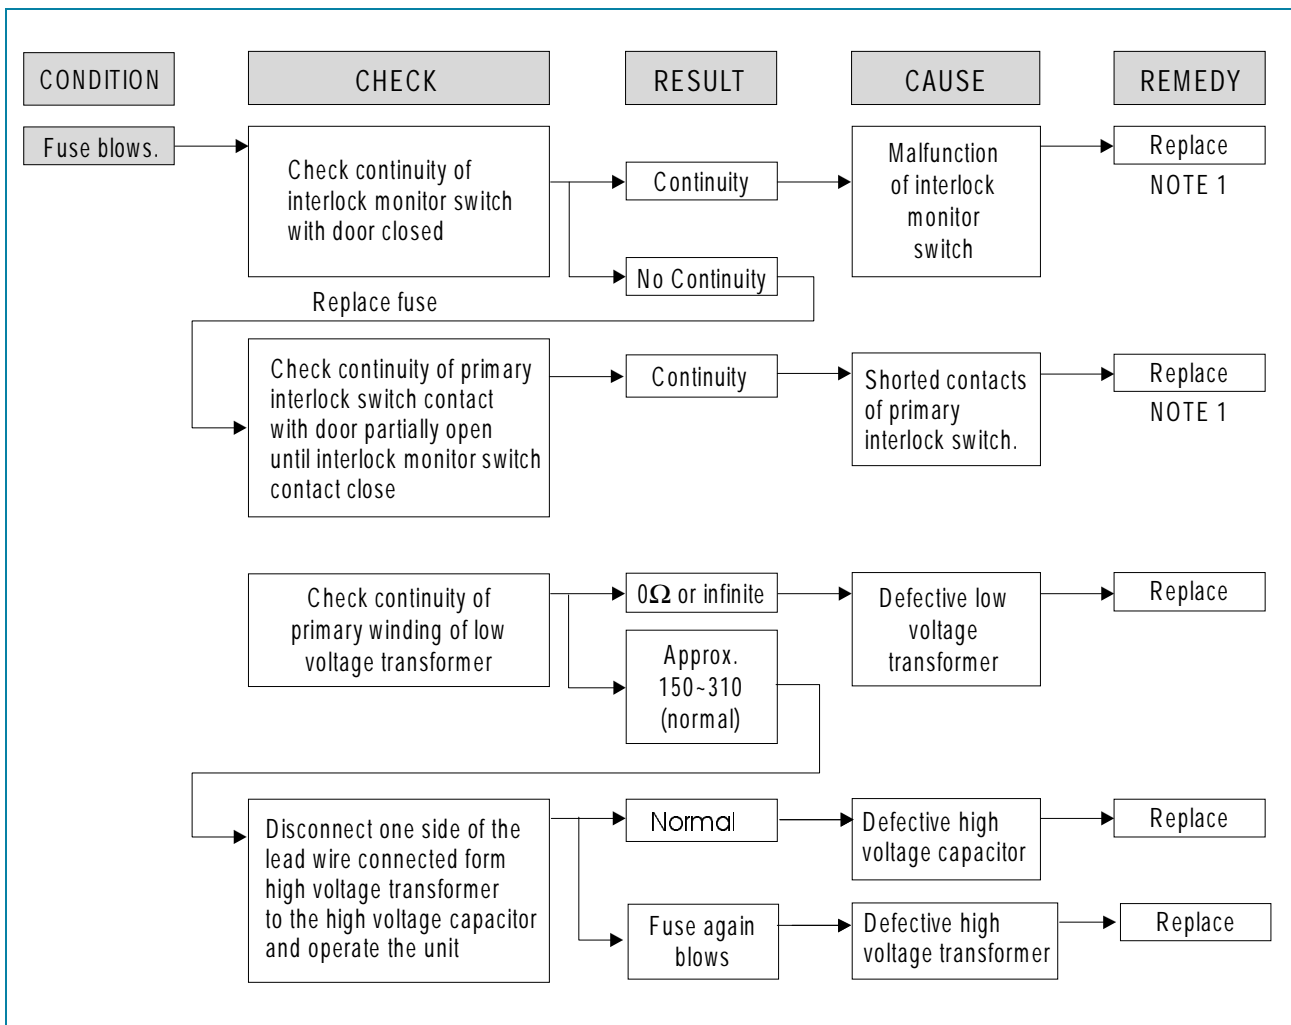 CONDITION
CHECK
RESULT
CAUSE
REMEDY
Fuse blows.
Check continuity of
interlock monitor switch
with door closed
Continuity
Malfunction
of interlock
monitor
switch
Replace
NOTE 1
No Continuity
Replace fuse
Check continuity of primary
interlock switch contact
with door partially open
until interlock monitor switch
contact close
Continuity
Shorted contacts
of primary
interlock switch.
Replace
NOTE 1
Check continuity of
primary winding of low
voltage transformer
0Ω or infinite
Defective low
voltage
transformer
Replace
Approx.
150~310
(normal)
Disconnect one side of the
lead wire connected form
high voltage transformer
to the high voltage capacitor
and operate the unit
Normal
Defective high
voltage capacitor
Replace
Fuse again
blows
Defective high
voltage transformer
Replace